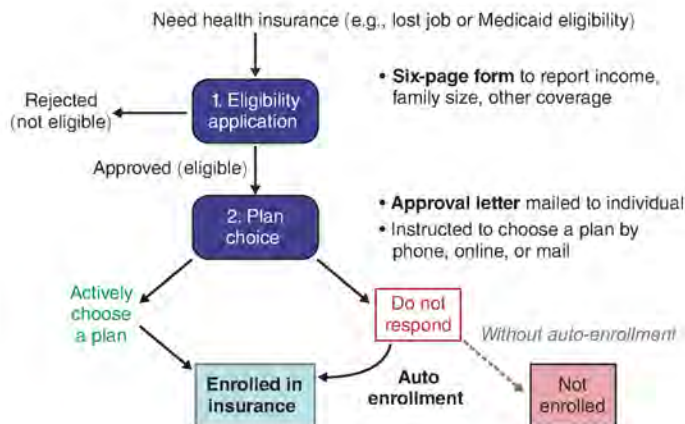 Need health insurance (e.g., lost job or Medicaid eligibility)
Rejected
(not eligible)
1. Eligibility
application
• Six-page form to report income,
family size, other coverage
Approved (eligible)
2. Plan
choice
• Approval letter mailed to individual
• Instructed to choose a plan by
phone, online, or mail
Actively
choose
a plan
Do not
respond
Without auto-enrollment
Enrolled in
insurance
Auto
enrollment
Not
enrolled